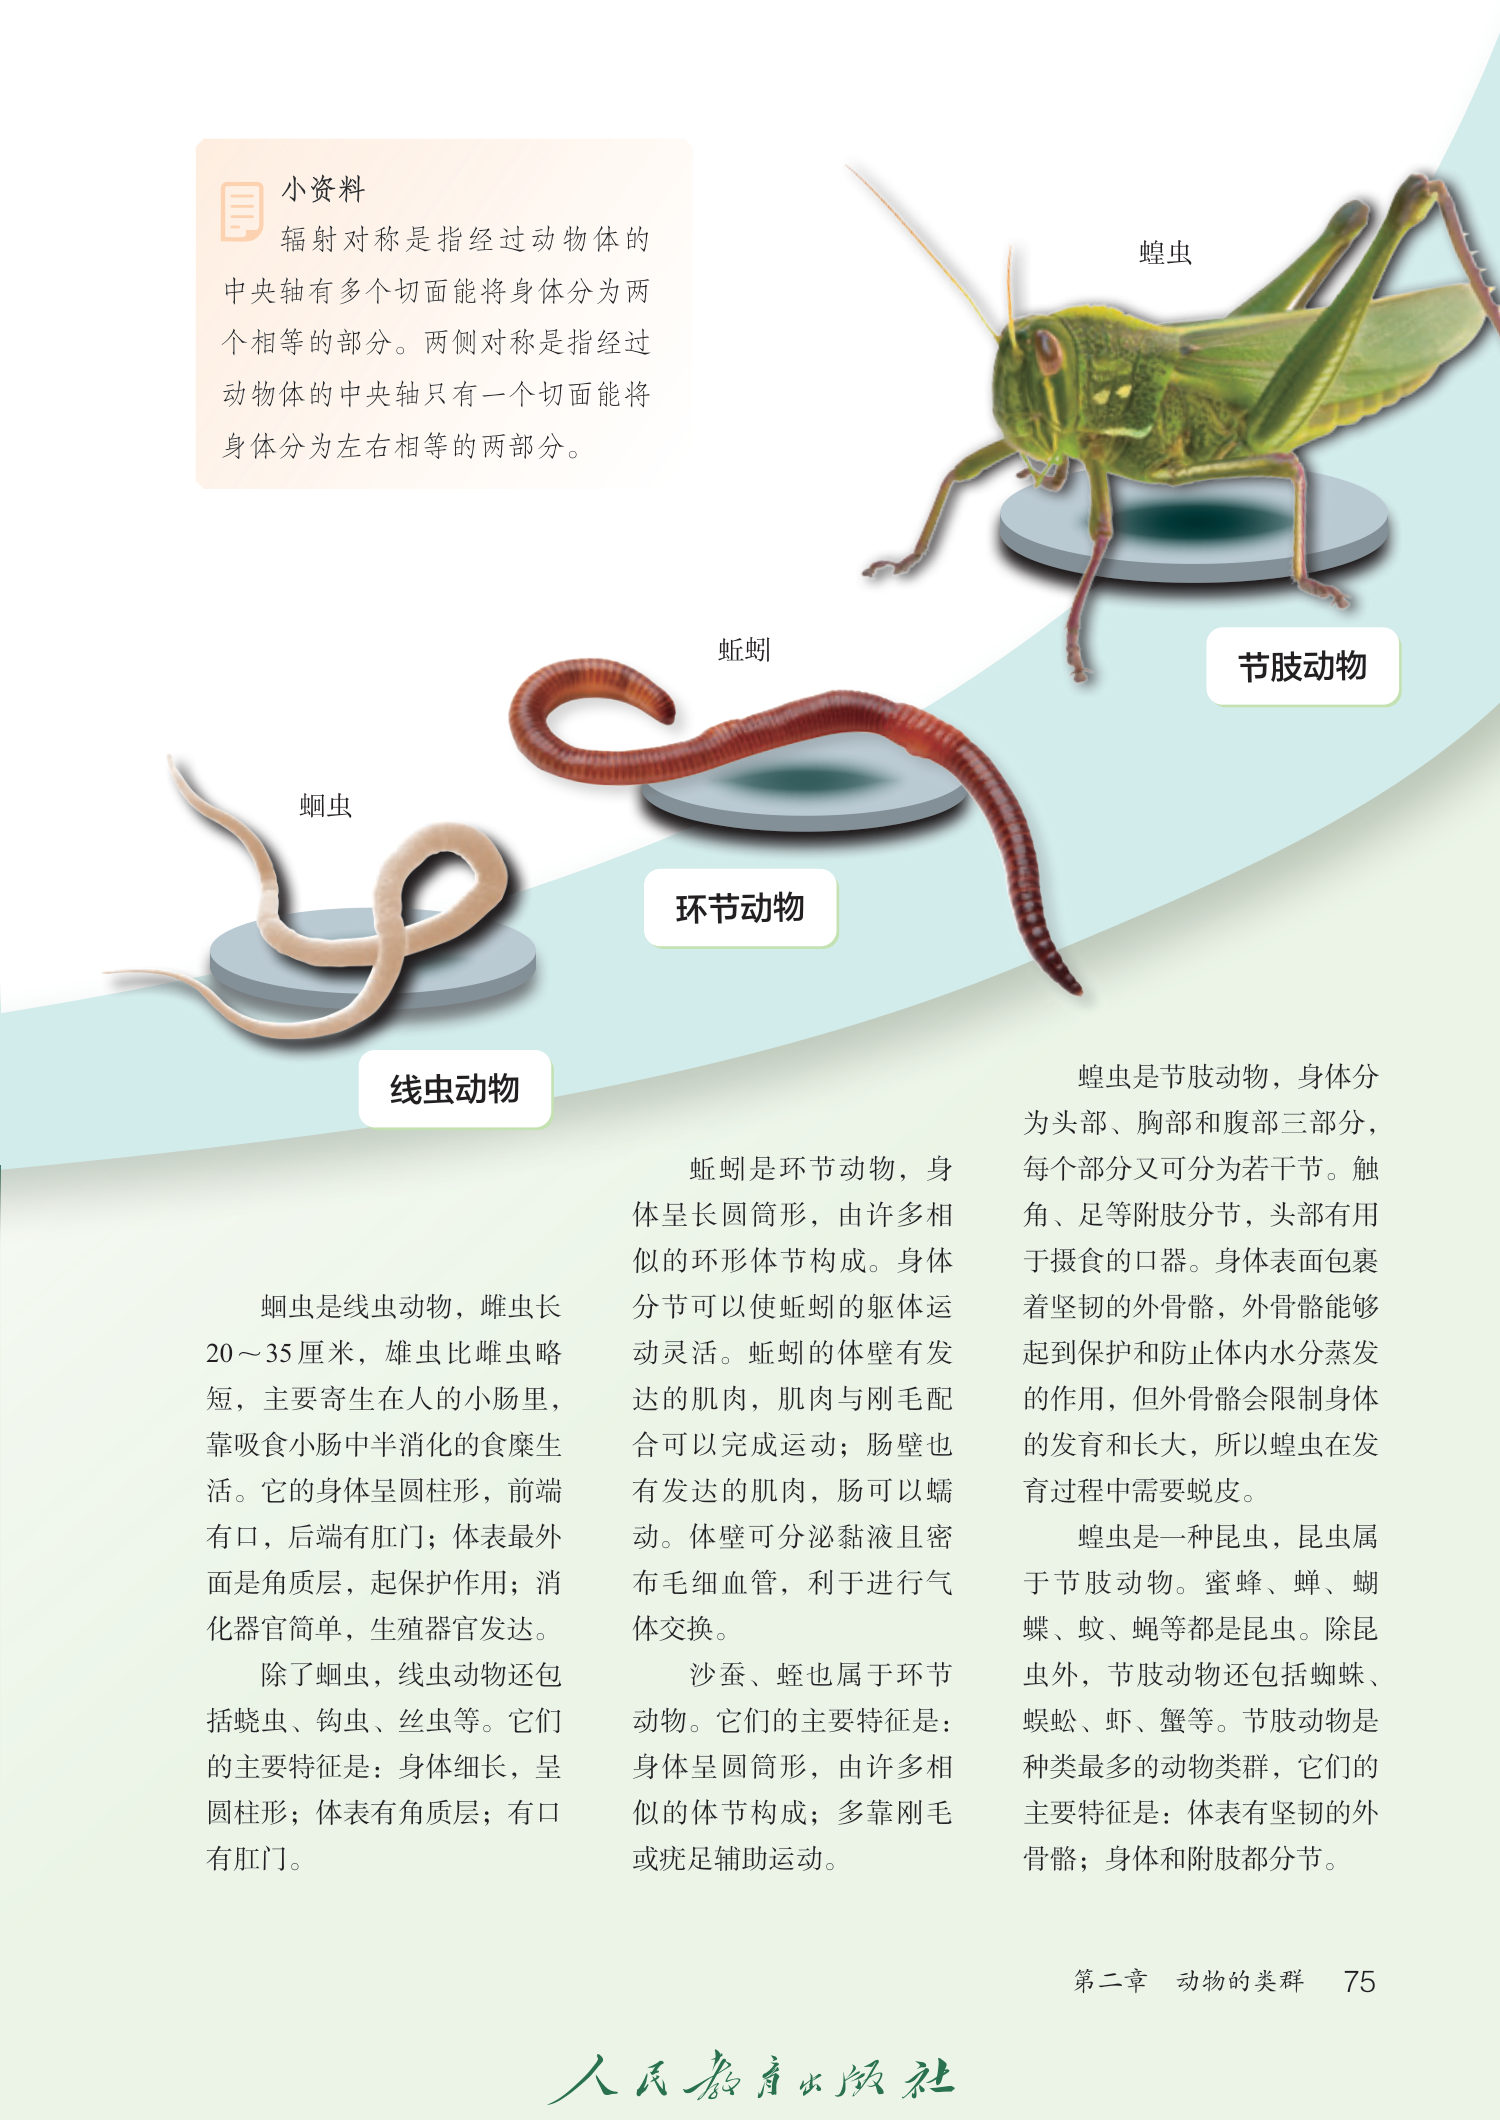 小资料
辐射对称是指经过动物体的
中央轴有多个切面能将身体分为两
个相等的部分。两侧对称是指经过
动物体的中央轴只有一个切面能将
身体分为左右相等的两部分。
蝗虫
节肢动物
蚯蚓
环节动物
蛔虫
线虫动物
蛔虫是线虫动物，雌虫长
20～35厘米，雄虫比雌虫略
短，主要寄生在人的小肠里，
靠吸食小肠中半消化的食糜生
活。它的身体呈圆柱形，前端
有口，后端有肛门；体表最外
面是角质层，起保护作用；消
化器官简单，生殖器官发达。
除了蛔虫，线虫动物还包
括蛲虫、钩虫、丝虫等。它们
的主要特征是：身体细长，呈
圆柱形；体表有角质层；有口
有肛门。
蚯蚓是环节动物，身
体呈长圆筒形，由许多相
似的环形体节构成。身体
分节可以使蚯蚓的躯体运
动灵活。蚯蚓的体壁有发
达的肌肉，肌肉与刚毛配
合可以完成运动；肠壁也
有发达的肌肉，肠可以蠕
动。体壁可分泌黏液且密
布毛细血管，利于进行气
体交换。
沙蚕、蛭也属于环节
动物。它们的主要特征是：
身体呈圆筒形，由许多相
似的体节构成；多靠刚毛
或疣足辅助运动。
蝗虫是节肢动物，身体分
为头部、胸部和腹部三部分，
每个部分又可分为若干节。触
角、足等附肢分节，头部有用
于摄食的口器。身体表面包裹
着坚韧的外骨骼，外骨骼能够
起到保护和防止体内水分蒸发
的作用，但外骨骼会限制身体
的发育和长大，所以蝗虫在发
育过程中需要蜕皮。
蝗虫是一种昆虫，昆虫属
于节肢动物。蜜蜂、蝉、蝴
蝶、蚊、蝇等都是昆虫。除昆
虫外，节肢动物还包括蜘蛛、
蜈蚣、虾、蟹等。节肢动物是
种类最多的动物类群，它们的
主要特征是：体表有坚韧的外
骨骼；身体和附肢都分节。
第二章 动物的类群 75
人民教育出版社